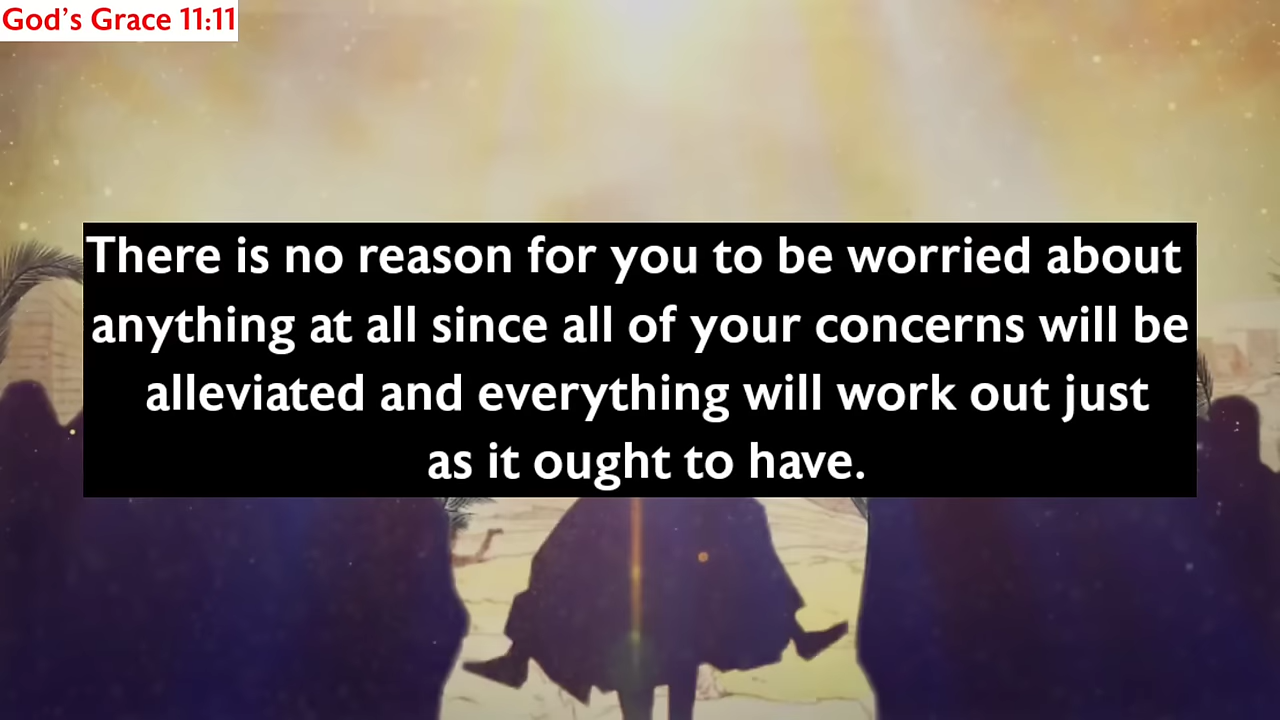 God's Grace 11:11
There is no reason for you to be worried about
anything at all since all of your concerns will be
alleviated and everything will work out just
as it ought to have.